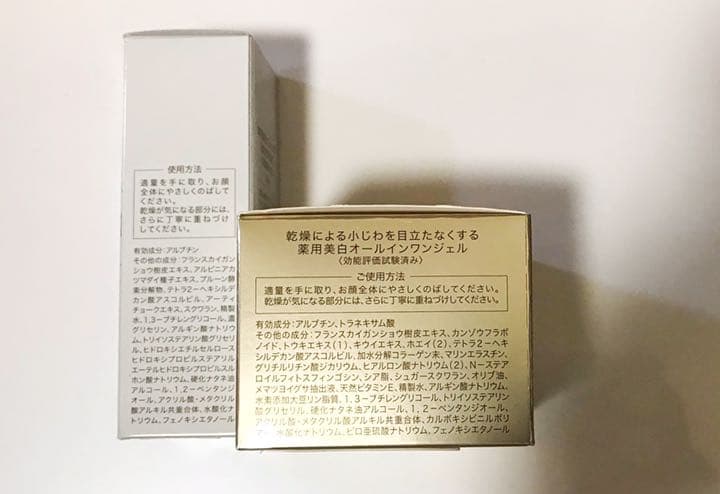 使用方法
適量を手に取り、お顔
全体にやさしくのばして
ください。
乾燥が気になる部分には、
さらに丁寧に重ねづけ
してください。
有効成分:アルブチン
その他の成分:フランスカイガン
ショウ樹皮エキス、アルピニアカ
ツマダイ種子エキス、プルーン酵
素分解物、テトラ2-ヘキシルデ
カン酸アスコルビル、アーティ
チョークエキス、スクワラン、精製
水、1,3-ブチレングリコール、濃
グリセリン、アルギン酸ナトリウ
ム、トリイソステアリン酸グリセリ
ル、ヒドロキシエチルセルロース
ヒドロキシプロピルステアリル
エーテルヒドロキシプロピルスル
ホン酸ナトリウム、硬化ナタネ油
アルコール、1,2-ペンタンジ
オール、アクリル酸・メタクリル
酸アルキル共重合体、水酸化ナ
トリウム、フェノキシエタノール
乾燥による小じわを目立たなくする
薬用美白オールインワンジェル
〈効能評価試験済み〉
ご使用方法
適量を手に取り、お顔全体にやさしくのばしてください。
乾燥が気になる部分には、さらに丁寧に重ねづけしてください。
有効成分:アルブチン、トラネキサム酸
その他の成分:フランスカイガンショウ樹皮エキス、カンゾウフラボ
ノイド、トウキエキス(1)、キウイエキス、ホエイ(2)、テトラ2-ヘキ
シルデカン酸アスコルビル、加水分解コラーゲン末、マリンエラスチン、
グリチルリチン酸ジカリウム、ヒアルロン酸ナトリウム(2)、N-ステア
ロイルフィトスフィンゴシン、シア脂、シュガースクワラン、オリブ油、
メマツヨイグサ抽出液、天然ビタミンE、精製水、アルギン酸ナトリウム、
水素添加大豆リン脂質、1,3-ブチレングリコール、トリイソステアリン
酸グリセリル、硬化ナタネ油アルコール、1,2-ペンタンジオール、
アクリル酸・メタクリル酸アルキル共重合体、カルボキシビニルポリ
マー、水酸化ナトリウム、ピロ亜硫酸ナトリウム、フェノキシエタノール